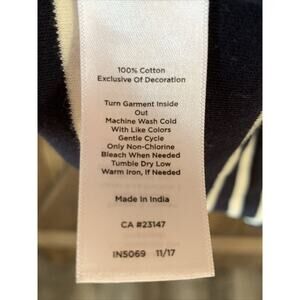 100% Cotton
Exclusive Of Decoration
Turn Garment Inside
Out
Machine Wash Cold
With Like Colors
Gentle Cycle
Only Non-Chlorine
Bleach When Needed
Tumble Dry Low
Warm Iron, If Needed
Made In India
CA #23147
IN5069 11/17